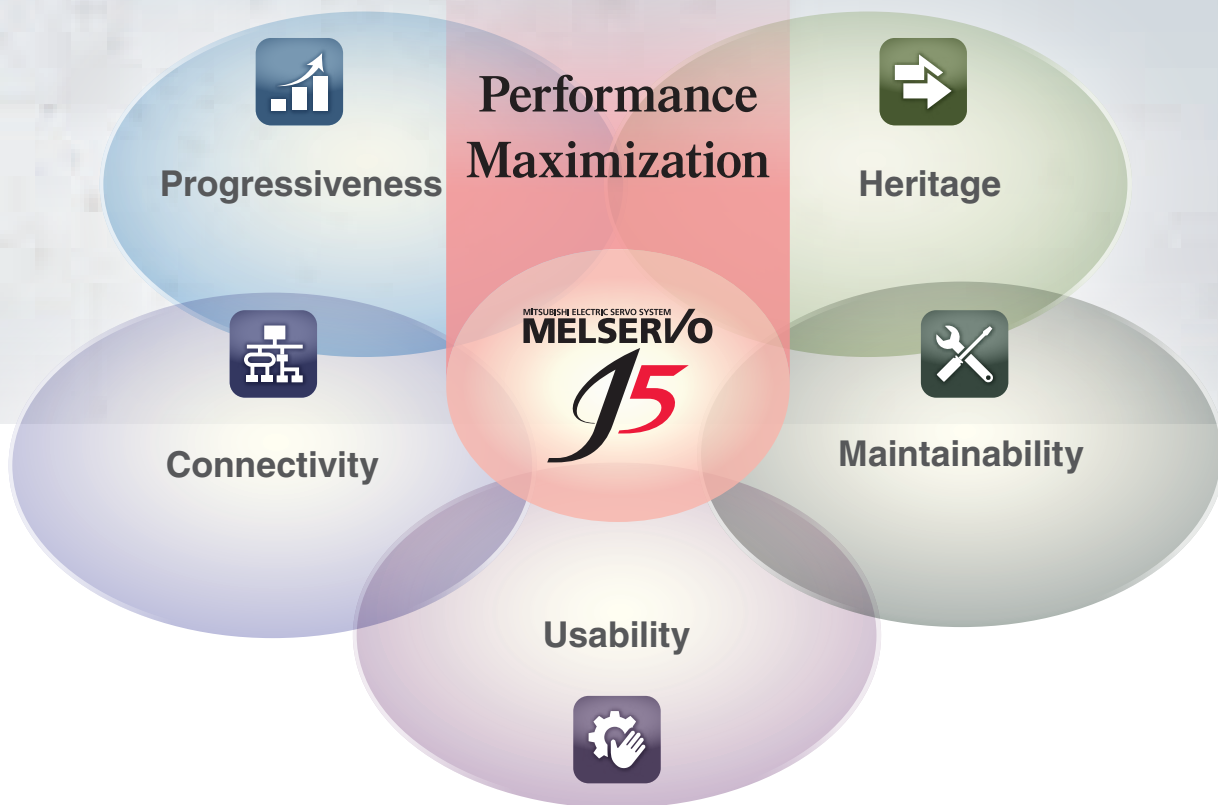 Performance
Maximization
Progressiveness
Heritage
MITSUBISHI ELECTRIC SERVO SYSTEM
MELSERVO
J5
Connectivity
Maintainability
Usability